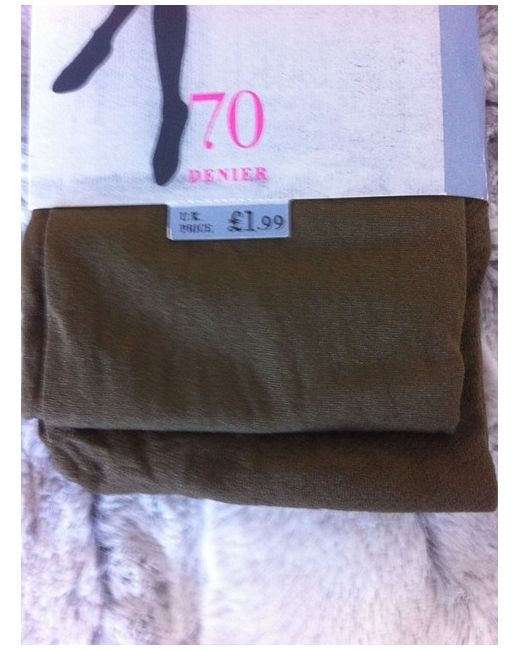 70
DENIER
U.K.
PRICE £1.99